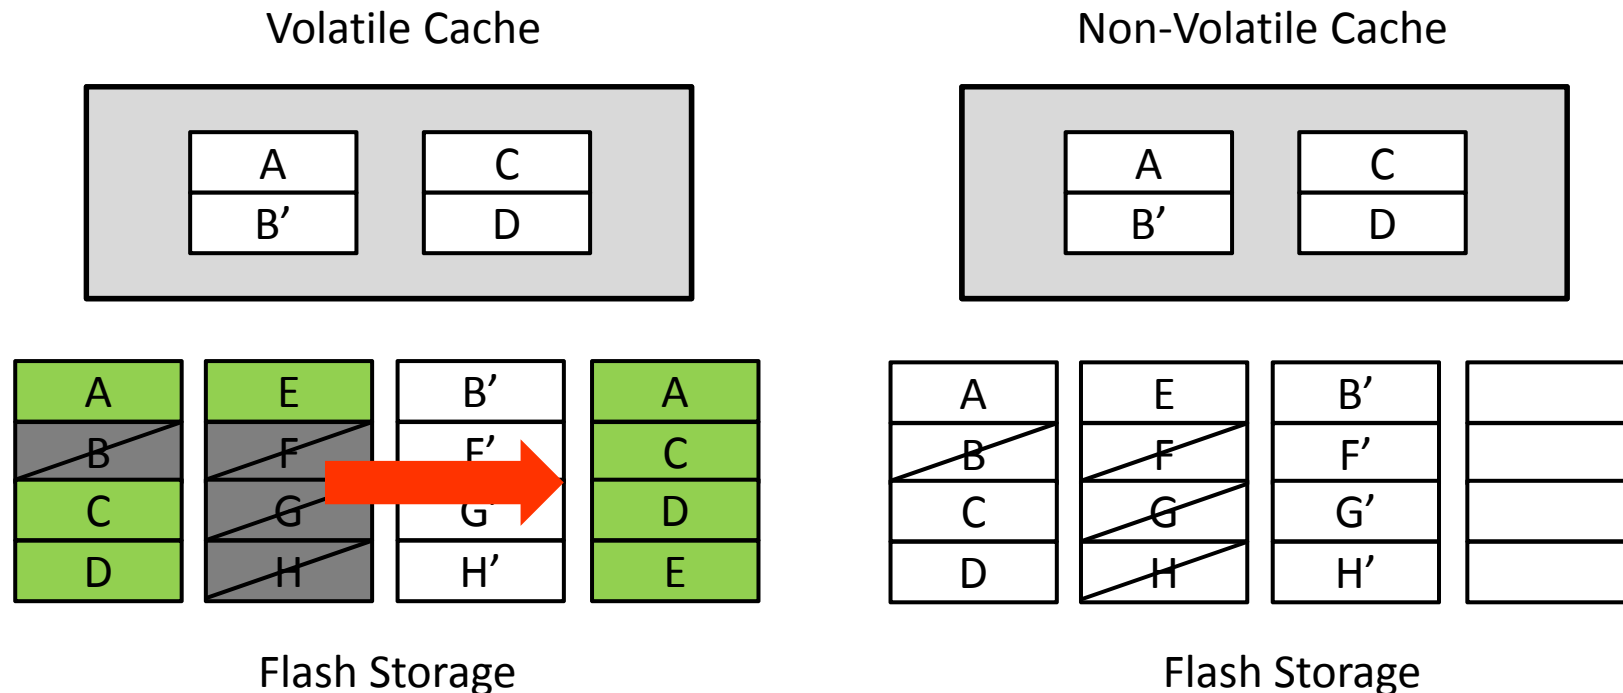 Volatile Cache
A
B’
C
D
A
B
C
D
E
F
G
H
B’
F’
G’
H’
A
C
D
E
Flash Storage
Non-Volatile Cache
A
B’
C
D
A
B
C
D
E
F
G
H
B’
F’
G’
H’
Flash Storage